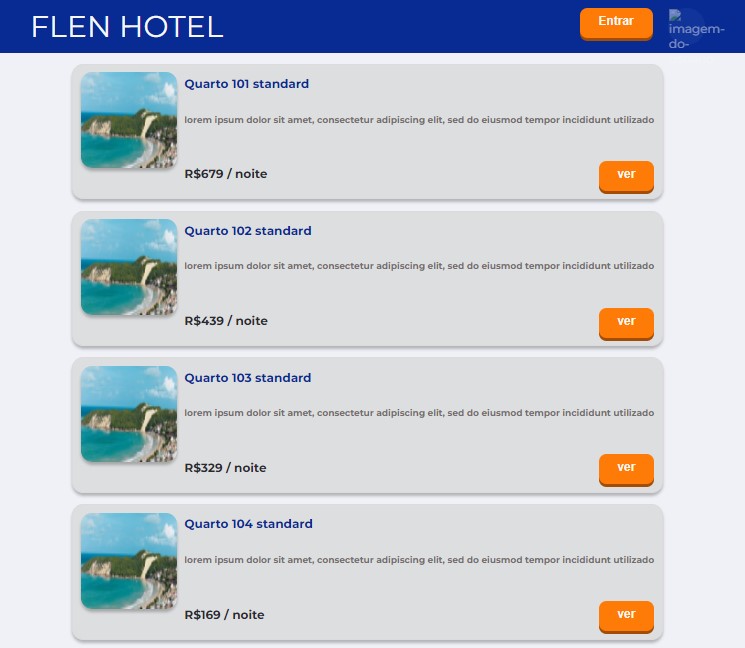 FLEN HOTEL
Entrar
imagem-
do-
Quarto 101 standard
lorem ipsum dolor sit amet, consectetur adipiscing elit, sed do eiusmod tempor incididunt utilizado
R$679 / noite
ver
Quarto 102 standard
lorem ipsum dolor sit amet, consectetur adipiscing elit, sed do eiusmod tempor incididunt utilizado
R$439 / noite
ver
Quarto 103 standard
lorem ipsum dolor sit amet, consectetur adipiscing elit, sed do eiusmod tempor incididunt utilizado
R$329 / noite
ver
Quarto 104 standard
lorem ipsum dolor sit amet, consectetur adipiscing elit, sed do eiusmod tempor incididunt utilizado
R$169 / noite
ver